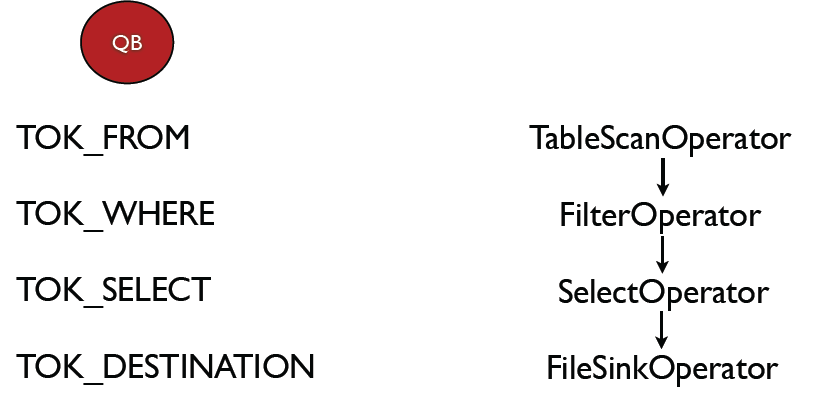 QB
TOK_FROM TableScanOperator
TOK_WHERE FilterOperator
TOK_SELECT SelectOperator
TOK_DESTINATION FileSinkOperator